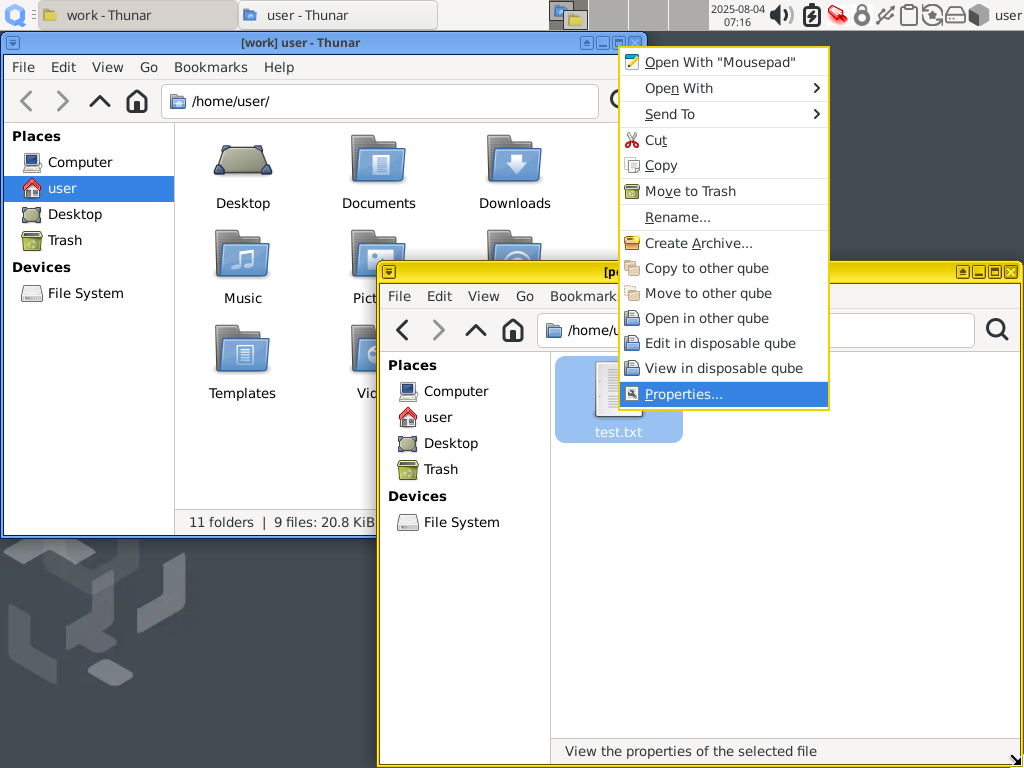 work - Thunar
user - Thunar
2025-08-04
07:16
user
[work] user - Thunar
File Edit View Go Bookmarks Help
/home/user/
Places
Computer
user
Desktop
Trash
Devices
File System
Desktop
Documents
Downloads
Music
Templates
11 folders | 9 files: 20.8 KiB
Open With "Mousepad"
Open With
Send To
Cut
Copy
Move to Trash
Rename...
Create Archive...
Copy to other qube
Move to other qube
Open in other qube
Edit in disposable qube
View in disposable qube
Properties...
File Edit View Go
Places
Computer
user
Desktop
Trash
Devices
File System
test.txt
View the properties of the selected file